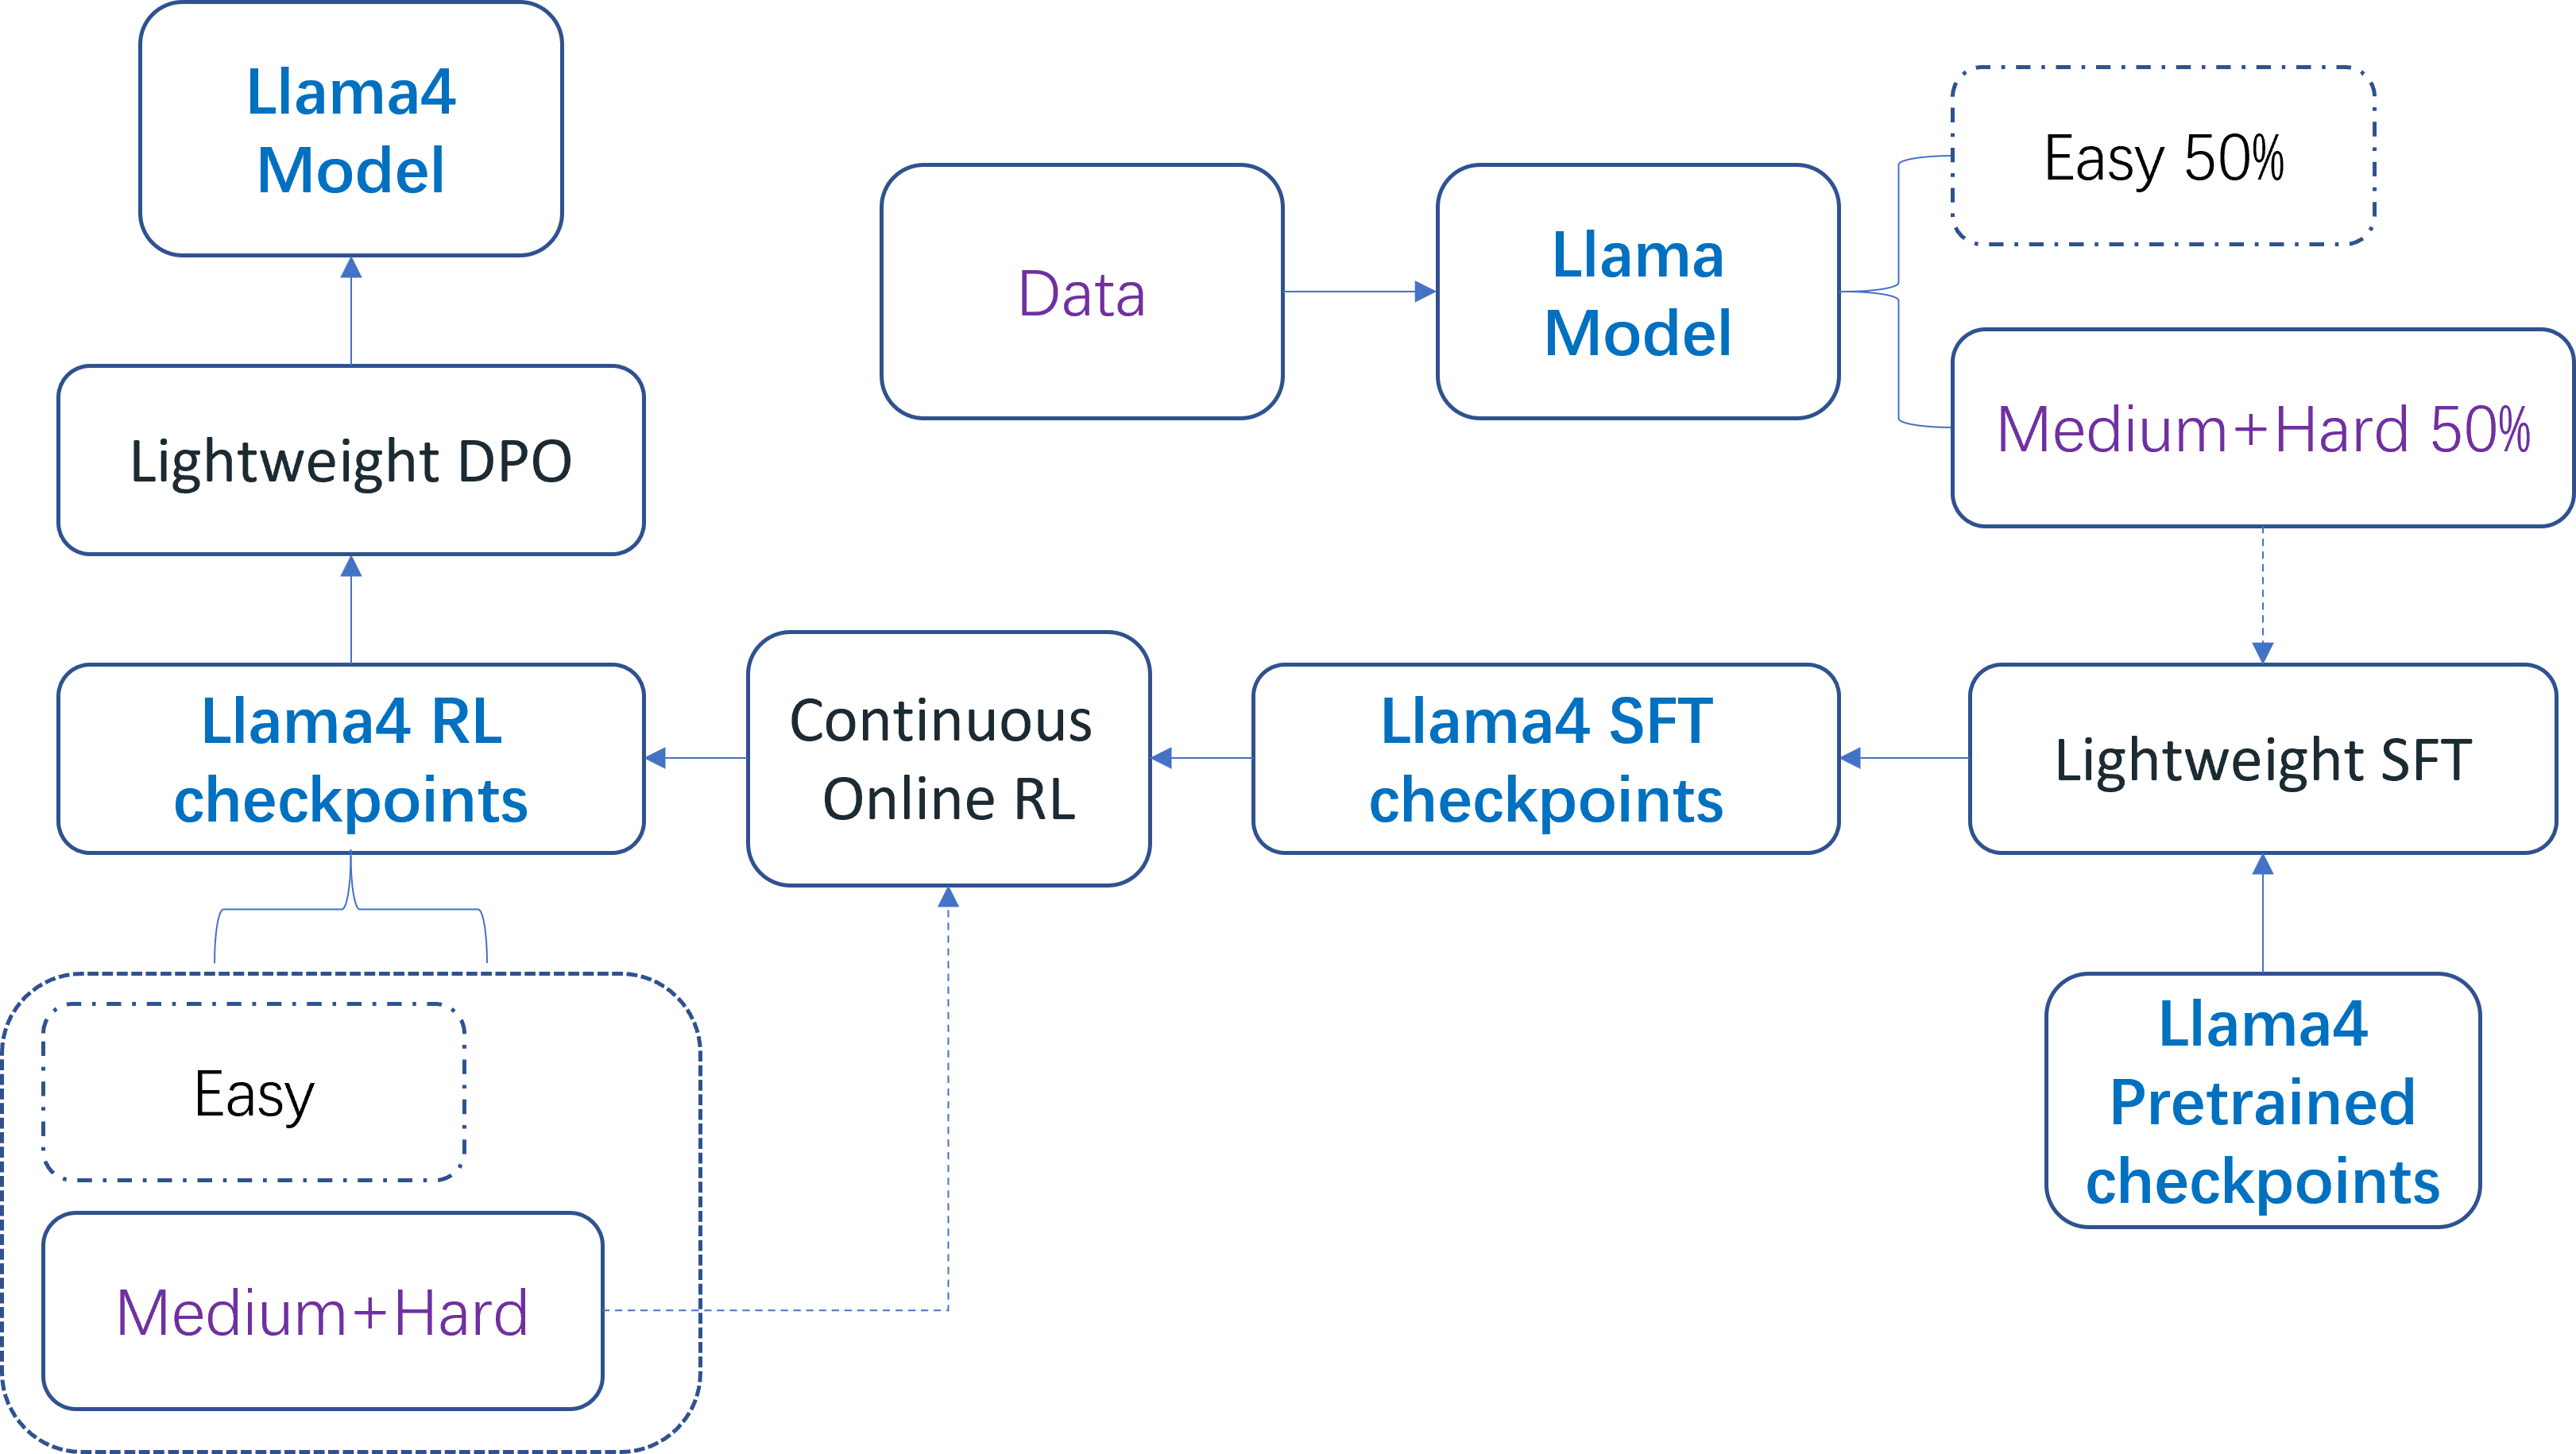 Llama4
Model
Data
Llama
Model
Easy 50%
Medium+Hard 50%
Lightweight DPO
Llama4 RL
checkpoints
Continuous
Online RL
Llama4 SFT
checkpoints
Lightweight SFT
Easy
Medium+Hard
Llama4
Pretrained
checkpoints